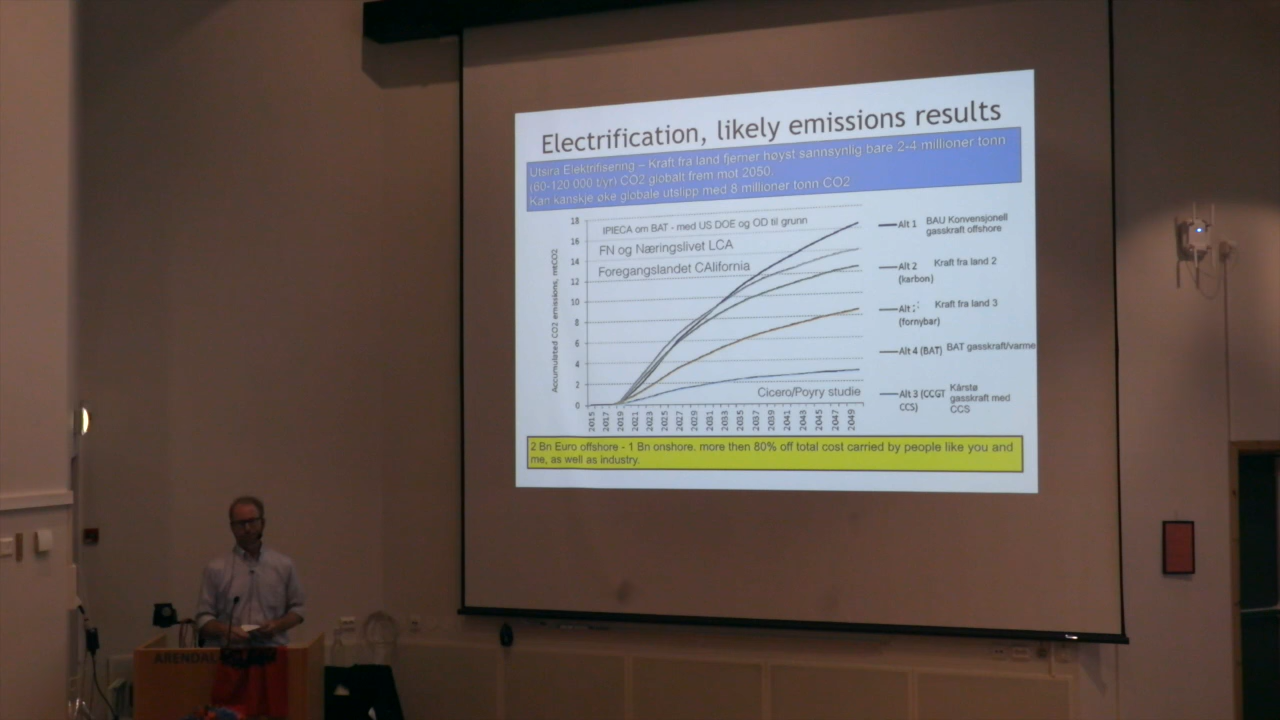 Electrification, likely emissions results
Utsira Elektrifisering – Kraft fra land fjerner høyst sannsynlig bare 2-4 millioner tonn
(60-120 000 t/yr) CO2 globalt frem mot 2050.
Kan kanskje øke globale utslipp med 8 millioner tonn CO2
Accumulated CO2 emissions, mtCO2
18
16
14
12
10
8
6
4
2
0
IPIECA om BAT - med US DOE og OD til grunn
FN og Næringslivet LCA
Foregangslandet CAlifornia
Cicero/Poyry studie
2015 2017 2019 2021 2023 2025 2027 2029 2031 2033 2035 2037 2039 2041 2043 2045 2047 2049
Alt 1 BAU Konvensjonell
gasskraft offshore
Alt 2 Kraft fra land 2
(karbon)
Alt Kraft fra land 3
(fornybar)
Alt 4 (BAT) BAT gasskraft/varme
Alt 3 (CCGT Kårstø
CCS) gasskraft med
CCS
2 Bn Euro offshore - 1 Bn onshore. more then 80% off total cost carried by people like you and
me, as well as industry.